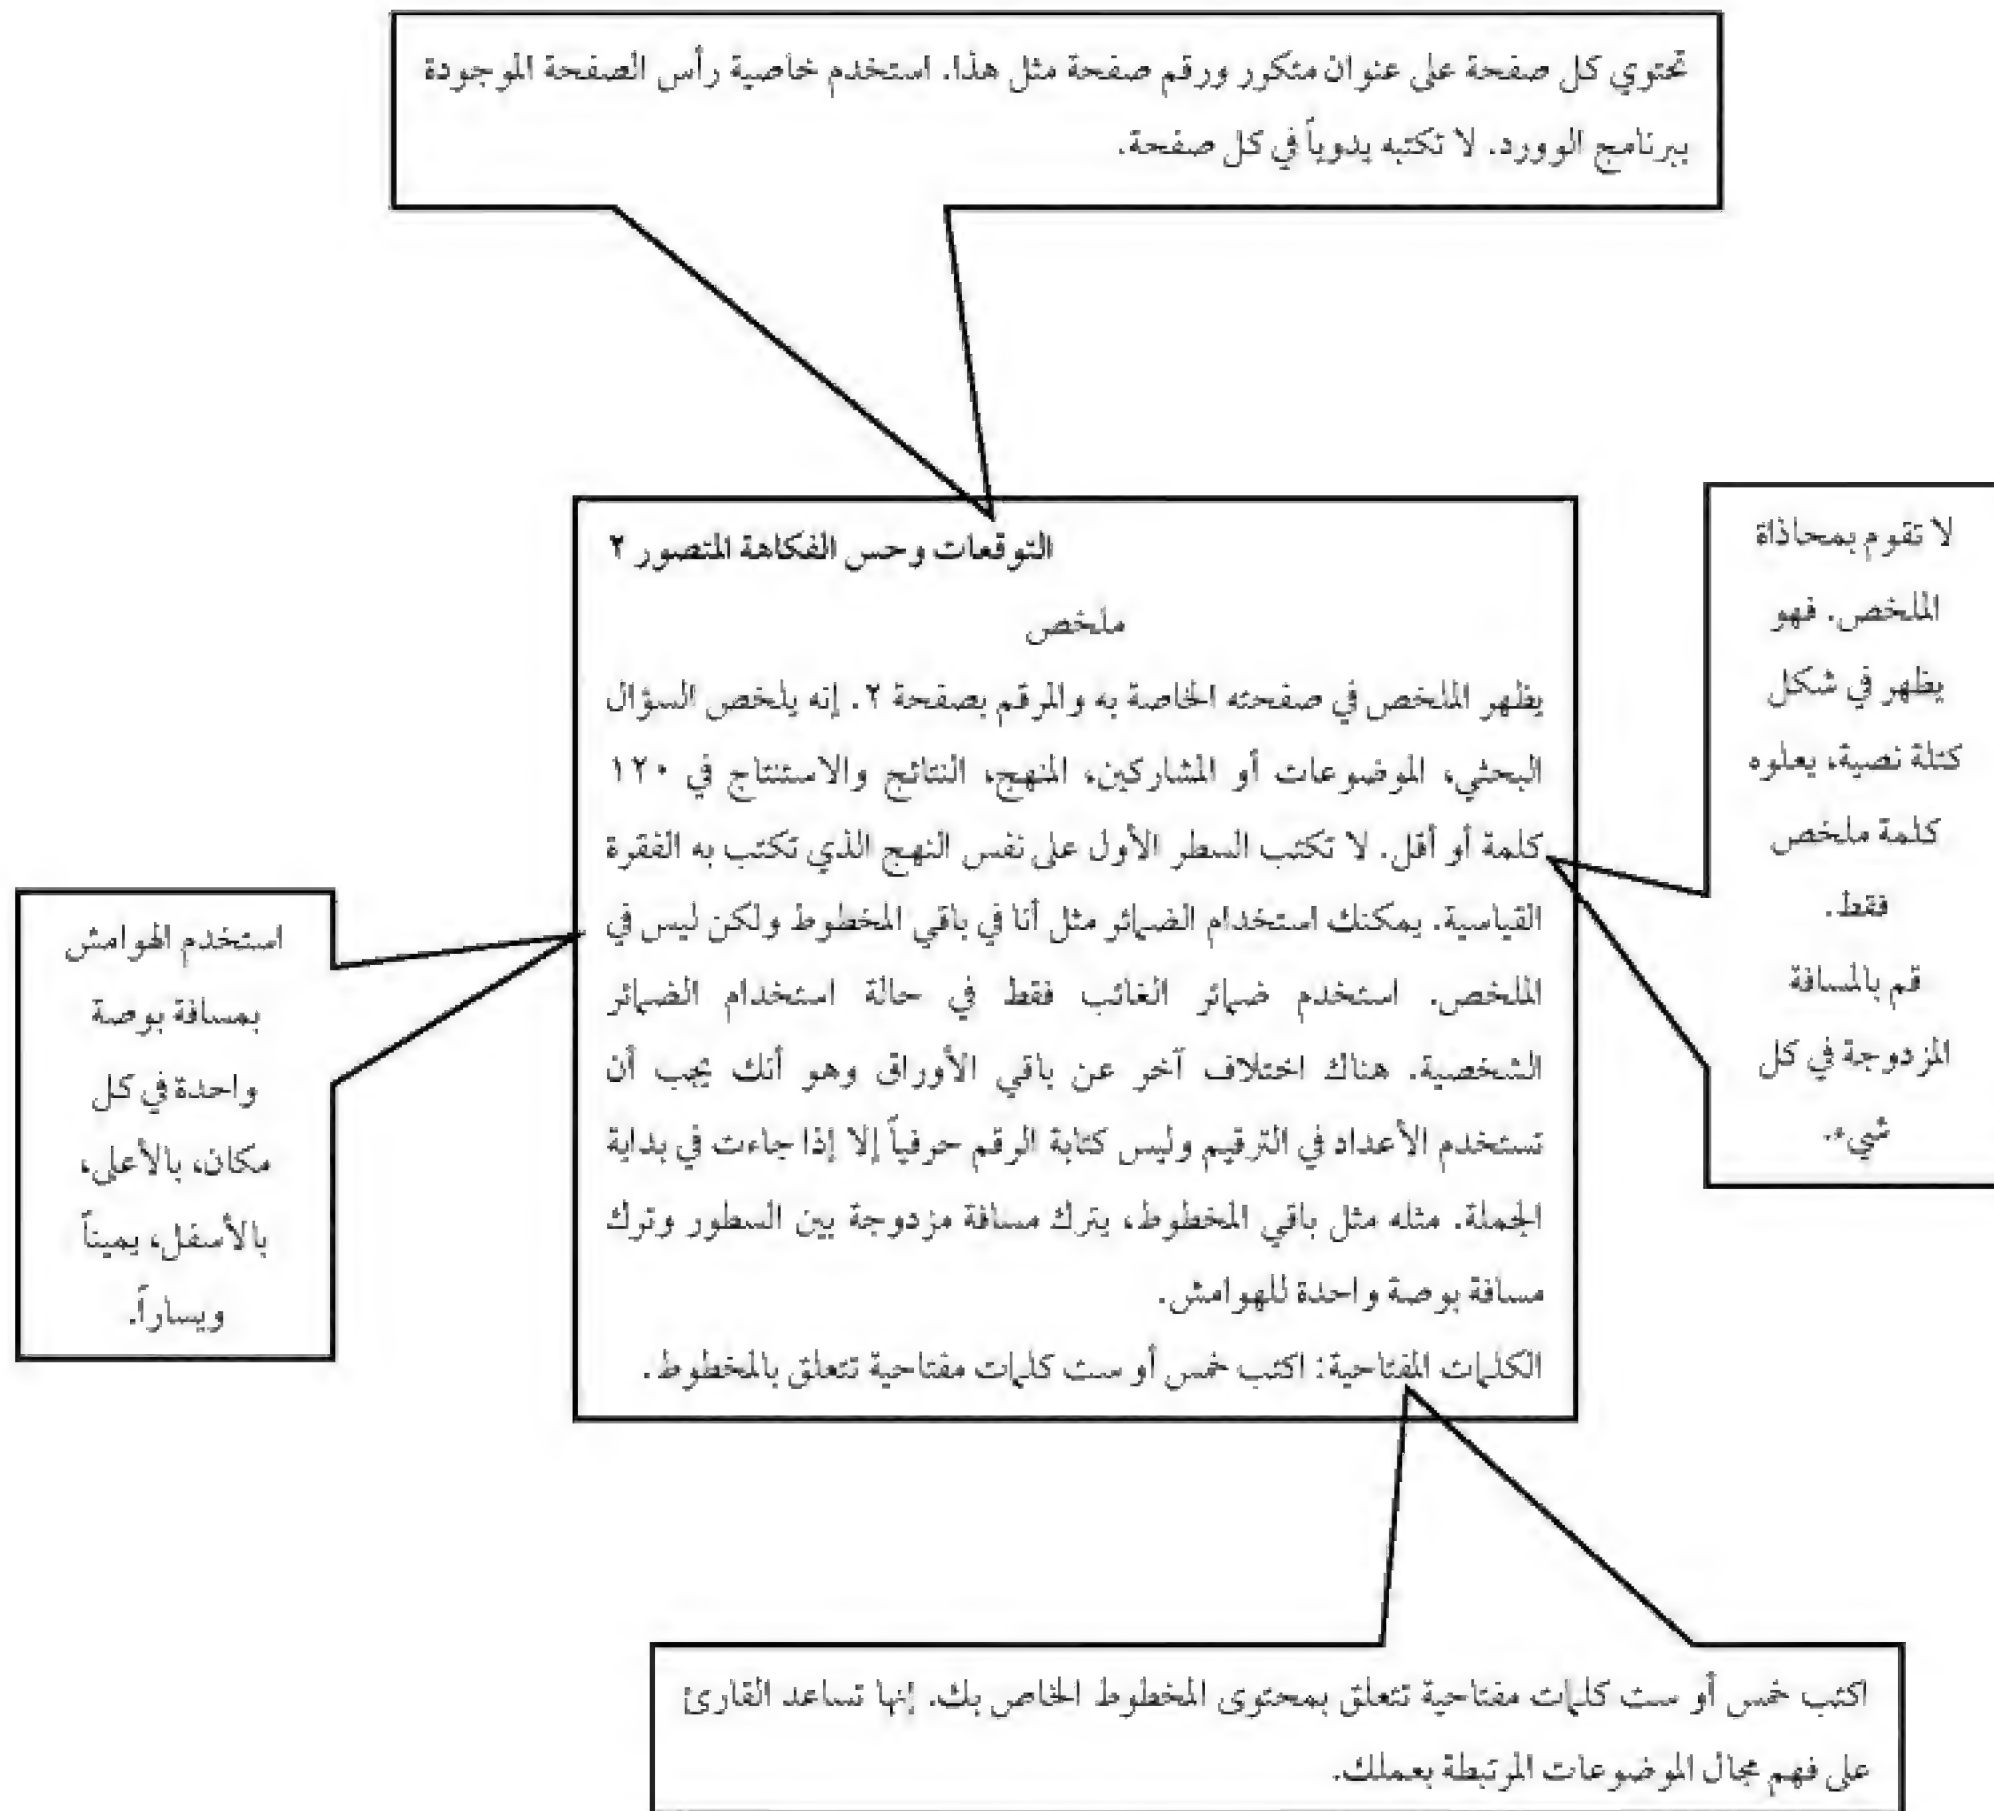 تحتوي كل صفحة على عنوان متكرر ورقم صفحة مثل هذا. استخدم خاصية رأس الصفحة الموجودة
ببرنامج الوورد. لا تكتبه يدوياً في كل صفحة.
التوقعات وحس الفكاهة المتصور ٢
ملخص
يظهر الملخص في صفحته الخاصة به والمرقم بصفحة ٢. إنه يلخص السؤال
البحثي، الموضوعات أو المشاركين، المنهج، النتائج والاستنتاج في ١٢٠
كلمة أو أقل. لا تكتب السطر الأول على نفس النهج الذي تكتب به الفقرة
القياسية. يمكنك استخدام الضمائر مثل أنا في باقي المخطوط ولكن ليس في
الملخص. استخدم ضمائر الغائب فقط في حالة استخدام الضمائر
الشخصية. هناك اختلاف آخر عن باقي الأوراق وهو أنك يجب أن
تستخدم الأعداد في الترقيم وليس كتابة الرقم حرفياً إلا إذا جاءت في بداية
الجملة. مثله مثل باقي المخطوط، يترك مسافة مزدوجة بين السطور وترك
مسافة بوصة واحدة للهوامش.
الكلمات المفتاحية: اكتب خمس أو ست كلمات مفتاحية تتعلق بالمخطوط.
لا تقوم بمحاذاة
الملخص. فهو
يظهر في شكل
كتلة نصية، يعلوه
كلمة ملخص
فقط.
قم بالمسافة
المزدوجة في كل
شيء.
استخدم الهوامش
بمسافة بوصة
واحدة في كل
مكان، بالأعلى،
بالأسفل، يميناً
ويساراً.
اكتب خمس أو ست كلمات مفتاحية تتعلق بمحتوى المخطوط الخاص بك. إنها تساعد القارئ
على فهم مجال الموضوعات المرتبطة بعملك.